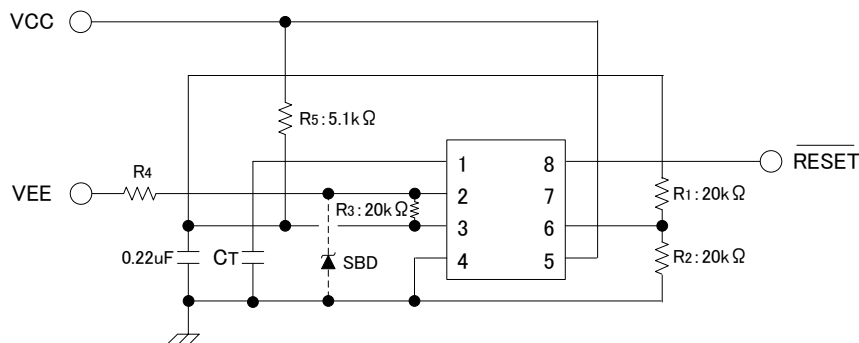 VCC
R5:5.1kΩ
R4
VEE
R3:20kΩ
0.22uF
CT
SBD
1
2
3
4
8
7
6
5
RESET
R1:20kΩ
R2:20kΩ